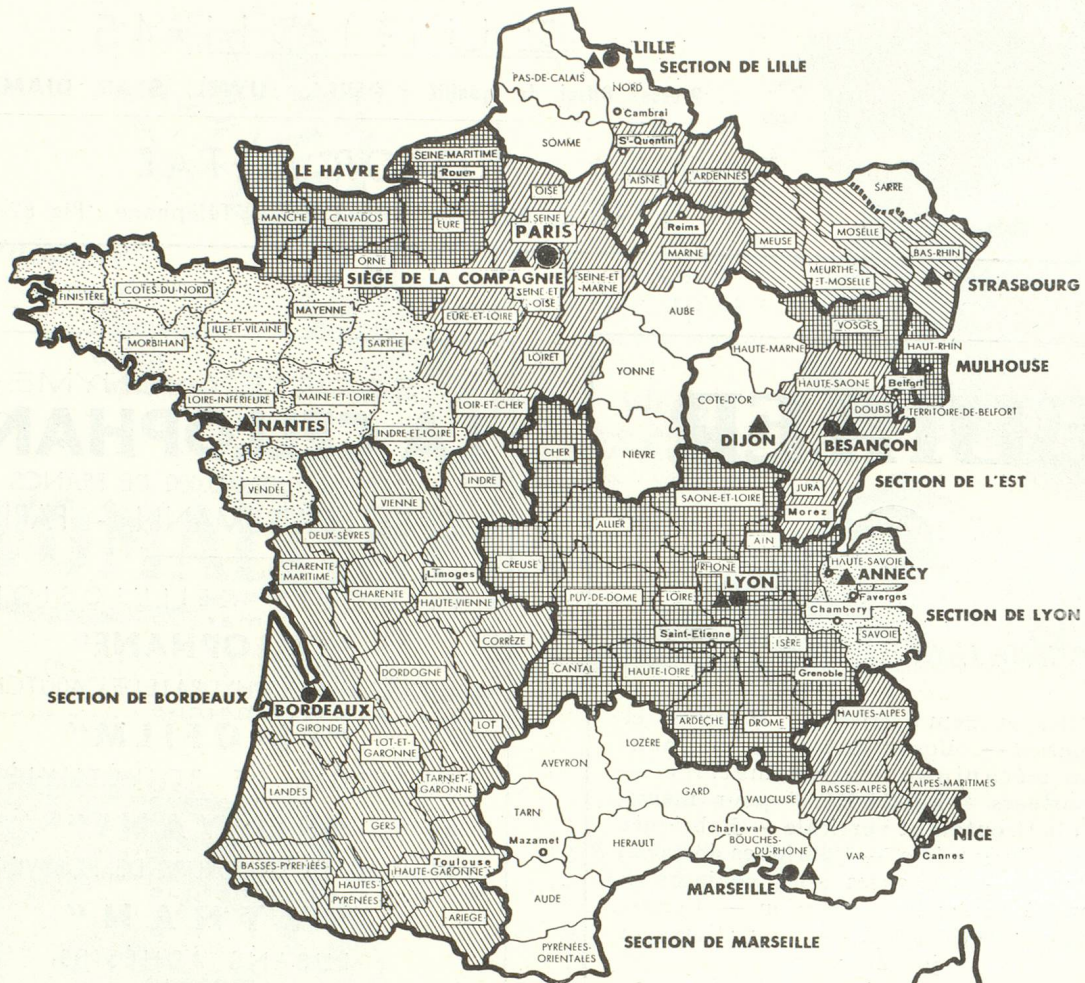 LILLE
SECTION DE LILLE
PAS-DE-CALAIS
NORD
Cambrai
SOMME
St-Quentin
AISNE
ARDENNES
LE HAVRE
SEINE-MARITIME
Rouen
OISE
SARRE
MANCHE
CALVADOS
EURE
SEINE
PARIS
Reims
MARNE
MEUSE
MOSELLE
BAS-RHIN
ORNE
SIÈGE DE LA COMPAGNIE
SEINE-ET
-MARNE
MEURTHE-
ET-MOSELLE
STRASBOURG
FINISTÈRE
COTES-DU-NORD
MAYENNE
SEINE ET
-OISE
EURE-ET-LOIRE
AUBE
VOSGES
ILLE-ET-VILAINE
MORBIHAN
SARTHE
LOIRET
HAUTE-MARNE
HAUT-RHIN
MULHOUSE
YONNE
HAUTE-SAONE
Belfort
LOIRE-INFERIEURE
MAINE-ET-LOIRE
LOIR-ET-CHER
COTE-D'OR
DOUBS
TERRITOIRE-DE-BELFORT
NANTES
INDRE-ET-LOIRE
DIJON
BESANÇON
CHER
NIÈVRE
VENDÉE
VIENNE
INDRE
SAONE-ET-LOIRE
JURA
SECTION DE L'EST
Morez
DEUX-SÈVRES
ALLIER
AIN
CHARENTE
MARITIME-
CREUSE
RHONE
HAUTE-SAVOIE
Limoges
LYON
ANNECY
CHARENTE
HAUTE-VIENNE
PUY-DE-DOME
LOIRE
Faverges
Chambery
SECTION DE LYON
CORRÈZE
Saint-Etienne
ISÈRE
SAVOIE
DORDOGNE
CANTAL
HAUTE-LOIRE
Grenoble
SECTION DE BORDEAUX
BORDEAUX
GIRONDE
LOT
ARDECHE
DROME
HAUTES-ALPES
LOT-ET-
GARONNE
LOZÈRE
AVEYRON
TARN-ET-
GARONNE
LANDES
GARD
VAUCLUSE
BASSES-ALPES
ALPES-MARITIMES
GERS
TARN
Mazamet
Charleval
BOUCHES-
DU-RHONE
NICE
Cannes
HERAULT
VAR
BASSES-PYRENÉES
Toulouse
HAUTE-GARONNE
HAUTES-
PYRÉNÉES
MARSEILLE
AUDE
ARIEGE
PYRÉNÉES-
ORIENTALES
SECTION DE MARSEILLE